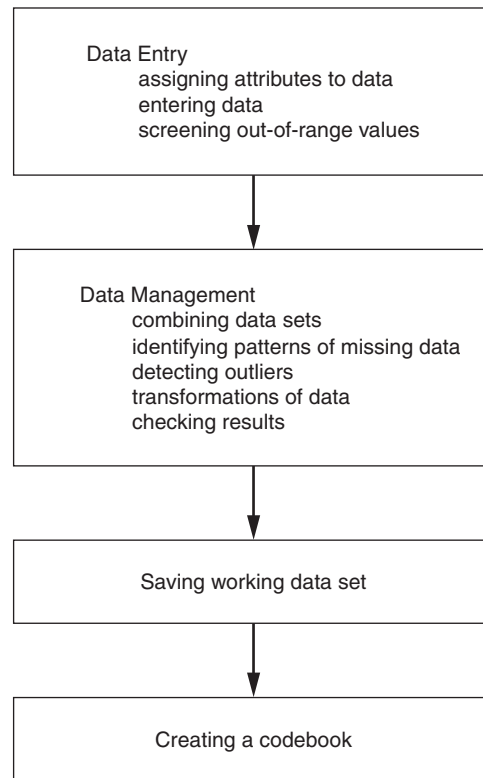 Data Entry
assigning attributes to data
entering data
screening out-of-range values
Data Management
combining data sets
identifying patterns of missing data
detecting outliers
transformations of data
checking results
Saving working data set
Creating a codebook